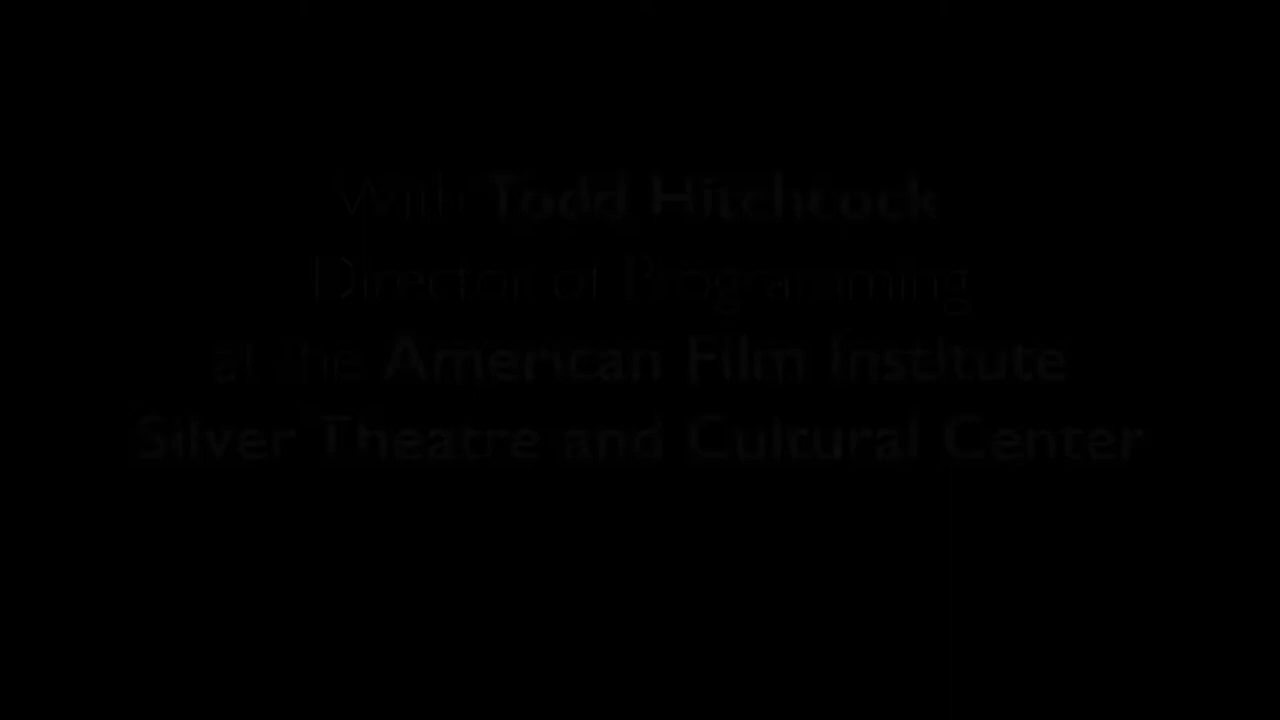 With Todd Hitchcock
Director of Programming
at the American Film Institute
Silver Theatre and Cultural Center